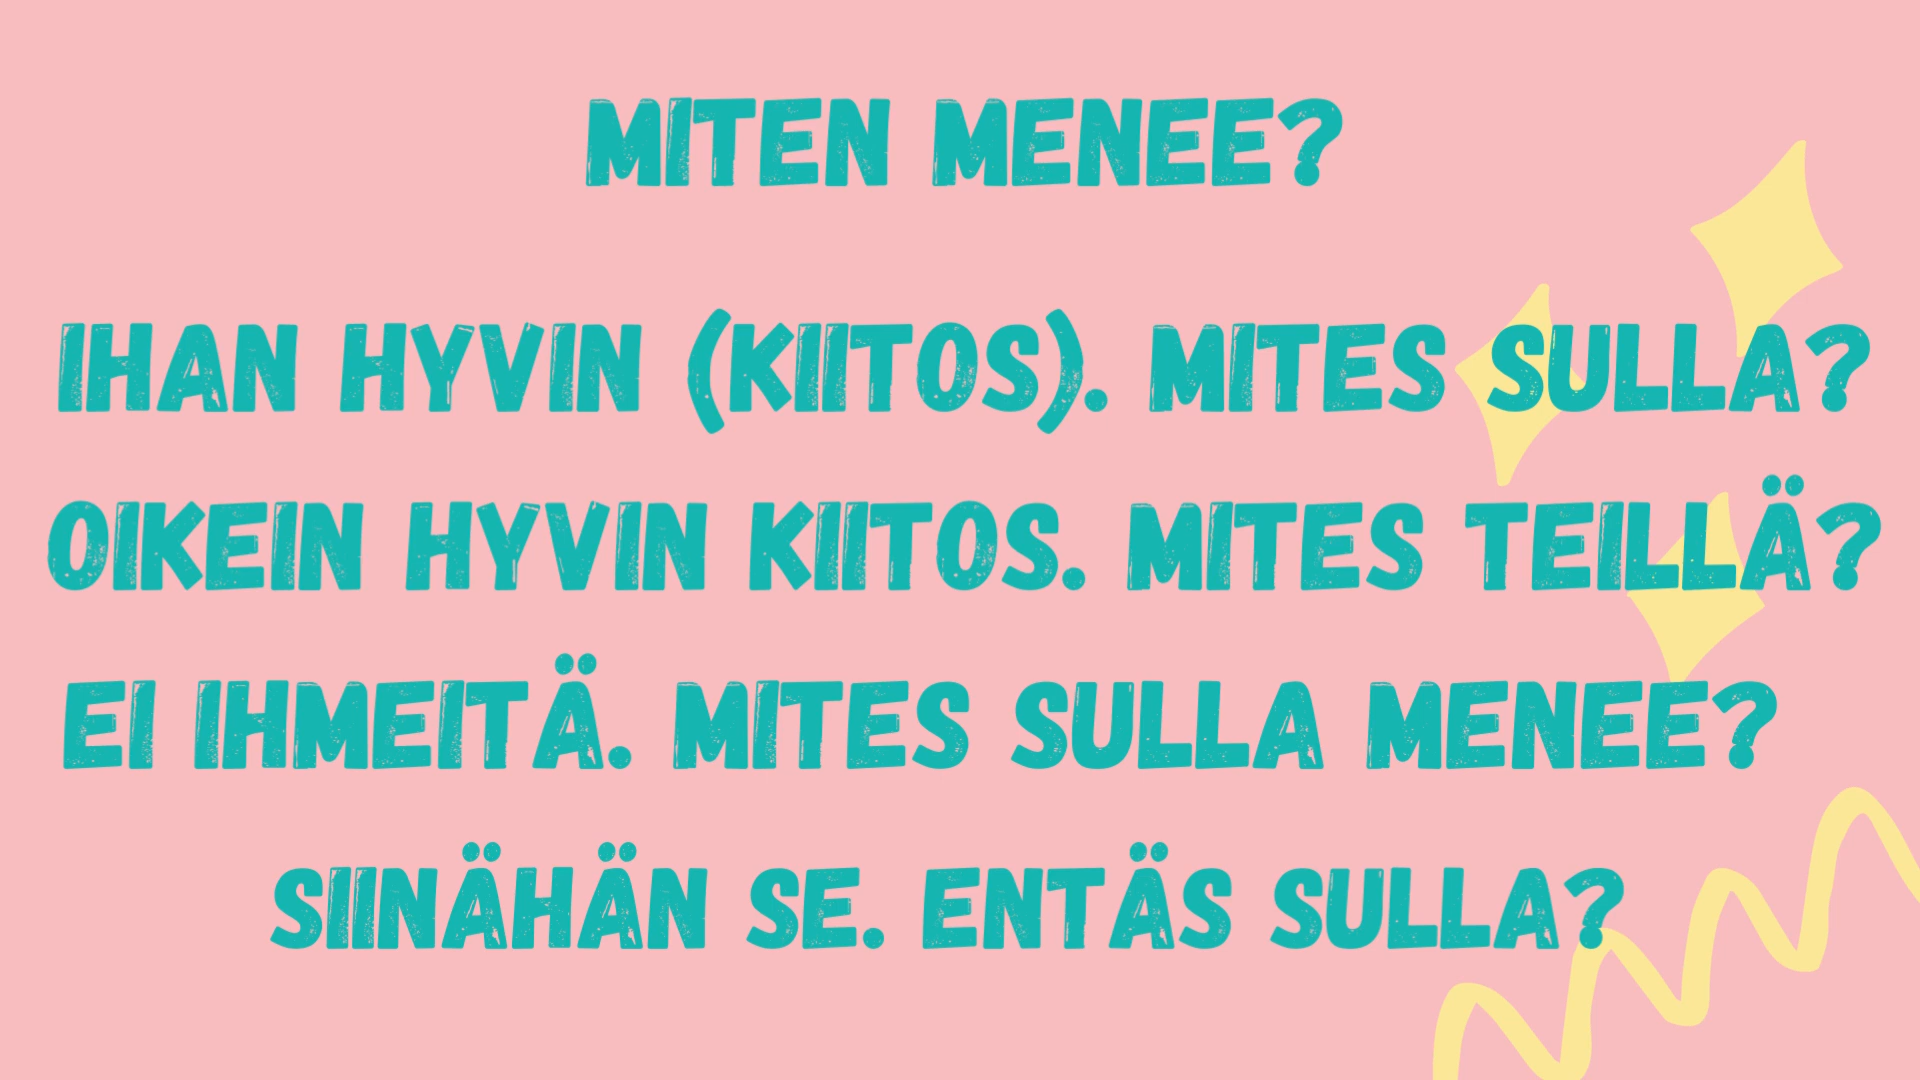 MITEN MENEE?
IHAN HYVIN (KIITOS). MITES SULLA?
OIKEIN HYVIN KIITOS. MITES TEILLÄ?
EI IHMEITÄ. MITES SULLA MENEE?
SIINÄHÄN SE. ENTÄS SULLA?